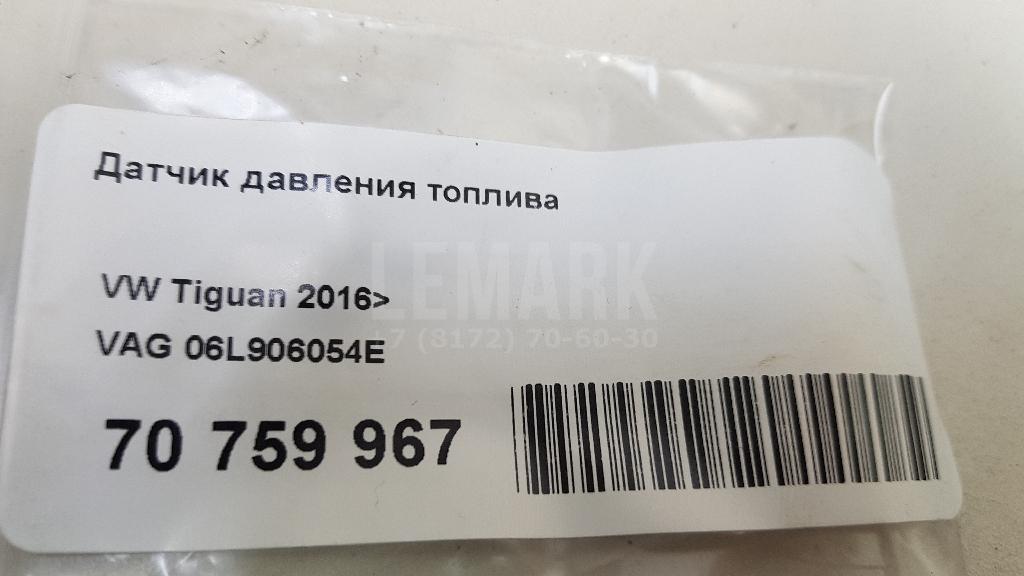 Датчик давления топлива
VW Tiguan 2016>
VAG 06L906054E
70 759 967
LEMARK
+7 (8172) 70-60-30